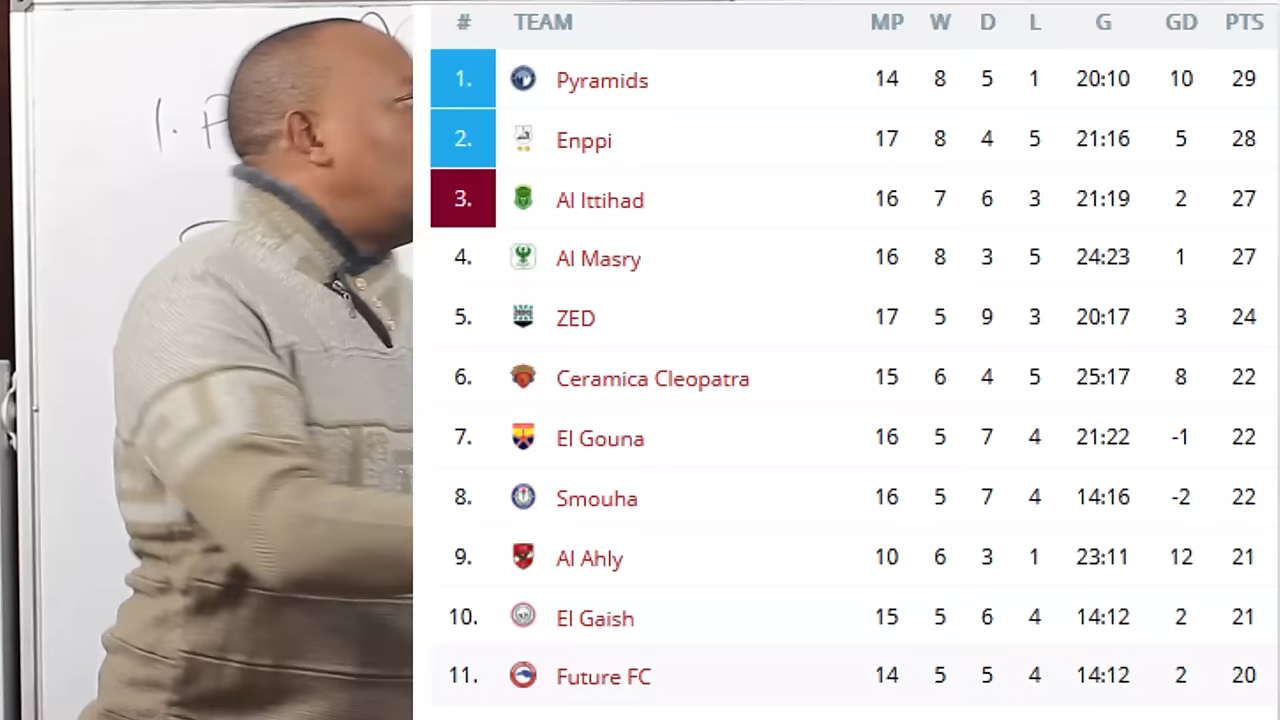 1. P
# TEAM MP W D L G GD PTS
1. Pyramids 14 8 5 1 20:10 10 29
2. Enppi 17 8 4 5 21:16 5 28
3. Al Ittihad 16 7 6 3 21:19 2 27
4. Al Masry 16 8 3 5 24:23 1 27
5. ZED 17 5 9 3 20:17 3 24
6. Ceramica Cleopatra 15 6 4 5 25:17 8 22
7. El Gouna 16 5 7 4 21:22 -1 22
8. Smouha 16 5 7 4 14:16 -2 22
9. Al Ahly 10 6 3 1 23:11 12 21
10. El Gaish 15 5 6 4 14:12 2 21
11. Future FC 14 5 5 4 14:12 2 20